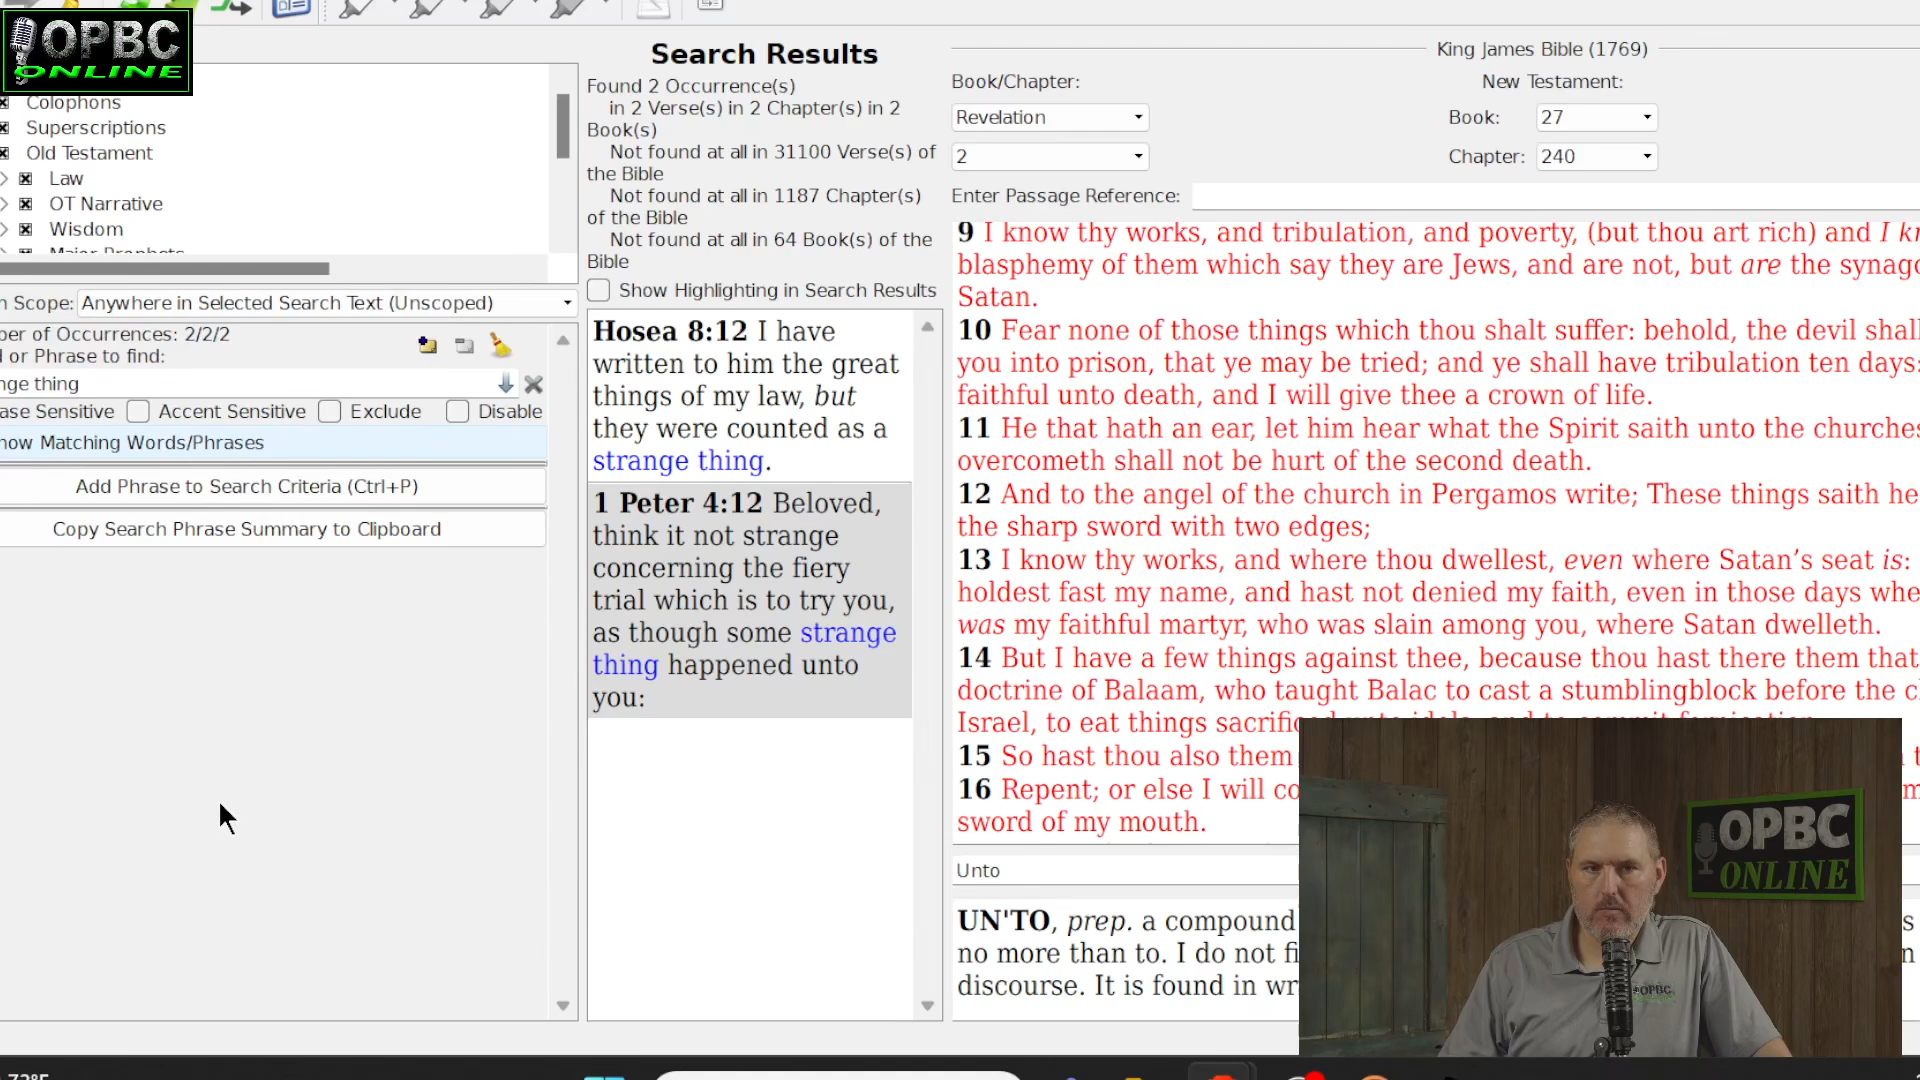 OPBC
ONLINE
Colophons
Superscriptions
Old Testament
Law
OT Narrative
Wisdom
Scope: Anywhere in Selected Search Text (Unscoped)
of Occurrences: 2/2/2
or Phrase to find:
nge thing
ase Sensitive Accent Sensitive Exclude Disable
how Matching Words/Phrases
Add Phrase to Search Criteria (Ctrl+P)
Copy Search Phrase Summary to Clipboard
Search Results
Found 2 Occurrence(s)
in 2 Verse(s) in 2 Chapter(s) in 2
Book(s)
Not found at all in 31100 Verse(s) of
the Bible
Not found at all in 1187 Chapter(s)
of the Bible
Not found at all in 64 Book(s) of the
Bible
Show Highlighting in Search Results
Hosea 8:12 I have
written to him the great
things of my law, but
they were counted as a
strange thing.
1 Peter 4:12 Beloved,
think it not strange
concerning the fiery
trial which is to try you,
as though some strange
thing happened unto
you:
King James Bible (1769)
Book/Chapter:
New Testament:
Revelation
Book: 27
2
Chapter: 240
Enter Passage Reference:
9 I know thy works, and tribulation, and poverty, (but thou art rich) and I
blasphemy of them which say they are Jews, and are not, but are the
Satan.
10 Fear none of those things which thou shalt suffer: behold, the devil shall
you into prison, that ye may be tried; and ye shall have tribulation ten days:
faithful unto death, and I will give thee a crown of life.
11 He that hath an ear, let him hear what the Spirit saith unto the churches
overcometh shall not be hurt of the second death.
12 And to the angel of the church in Pergamos write; These things saith he
the sharp sword with two edges;
13 I know thy works, and where thou dwellest, even where Satan’s seat is:
holdest fast my name, and hast not denied my faith, even in those days
was my faithful martyr, who was slain among you, where Satan dwelleth.
14 But I have a few things against thee, because thou hast there them that
doctrine of Balaam, who taught Balac to cast a stumblingblock before the
Israel, to eat things sacrificed unto idols, and to commit fornication.
15 So hast thou also them
16 Repent; or else I will
sword of my mouth.
Unto
UN'TO, prep. a compound
no more than to. I do not
discourse. It is found in
OPBC
ONLINE
OPBC